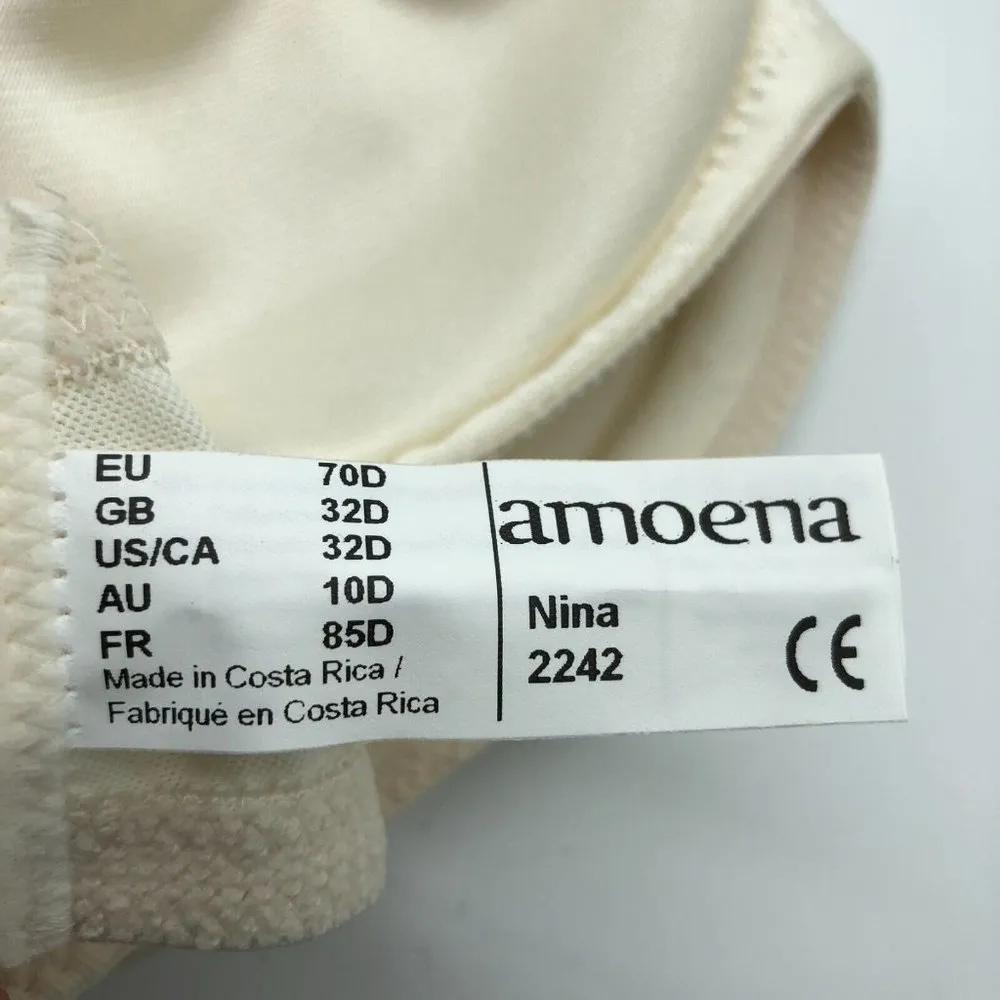 EU 70D
GB 32D
US/CA 32D
AU 10D
FR 85D
Made in Costa Rica /
Fabriqué en Costa Rica
amoena
Nina
2242
CE